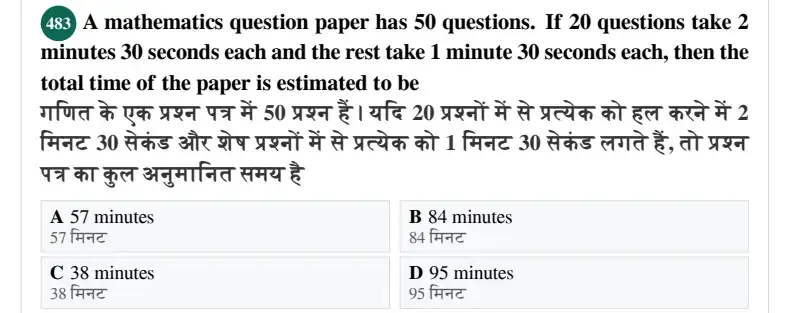 483 A mathematics question paper has 50 questions. If 20 questions take 2
minutes 30 seconds each and the rest take 1 minute 30 seconds each, then the
total time of the paper is estimated to be
गणित के एक प्रश्न पत्र में 50 प्रश्न हैं। यदि 20 प्रश्नों में से प्रत्येक को हल करने में 2
मिनट 30 सेकंड और शेष प्रश्नों में से प्रत्येक को 1 मिनट 30 सेकंड लगते हैं, तो प्रश्न
पत्र का कुल अनुमानित समय है
A 57 minutes
57 मिनट
B 84 minutes
84 मिनट
C 38 minutes
38 मिनट
D 95 minutes
95 मिनट